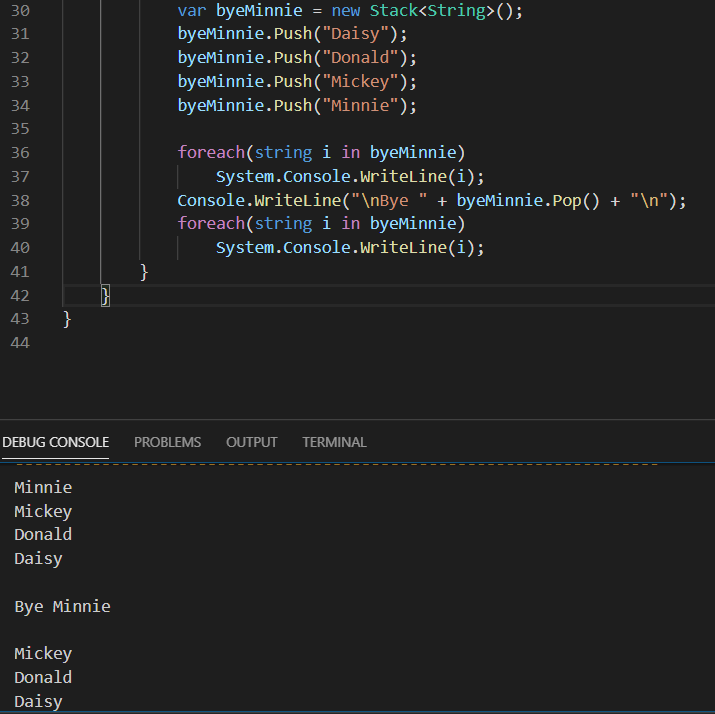 30 var byeMinnie = new Stack<String>();
31 byeMinnie.Push("Daisy");
32 byeMinnie.Push("Donald");
33 byeMinnie.Push("Mickey");
34 byeMinnie.Push("Minnie");
35
36 foreach(string i in byeMinnie)
37 System.Console.WriteLine(i);
38 Console.WriteLine("\nBye " + byeMinnie.Pop() + "\n");
39 foreach(string i in byeMinnie)
40 System.Console.WriteLine(i);
41 }
42 }
43 }
44
DEBUG CONSOLE PROBLEMS OUTPUT TERMINAL
Minnie
Mickey
Donald
Daisy
Bye Minnie
Mickey
Donald
Daisy